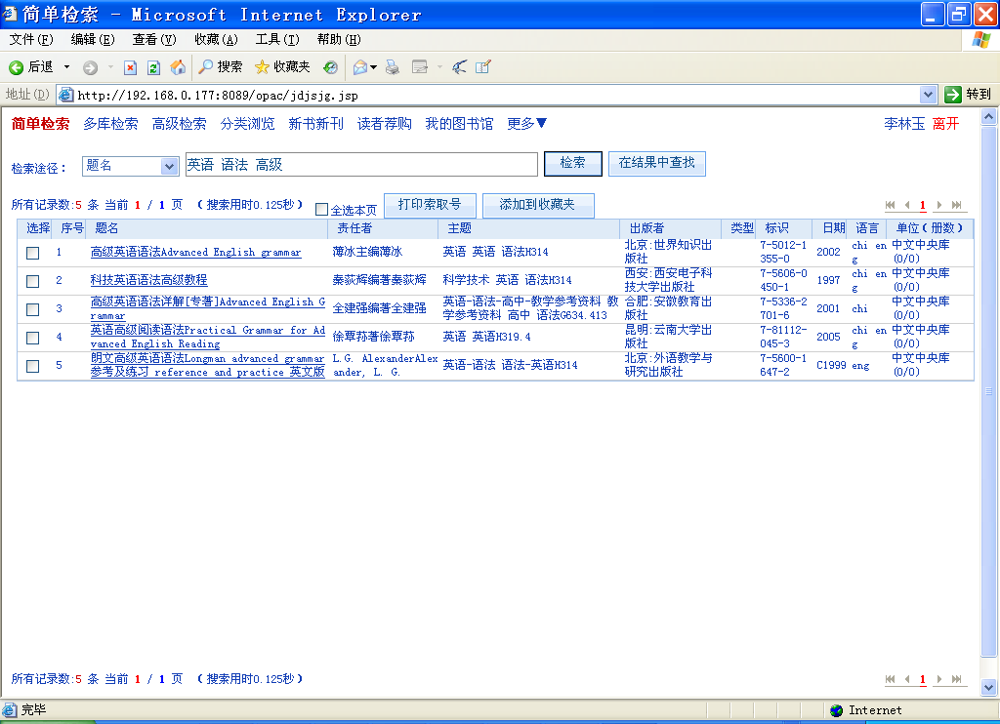 简单检索 - Microsoft Internet Explorer
文件(F) 编辑(E) 查看(V) 收藏(A) 工具(T) 帮助(H)
后退 搜索 收藏夹
地址(D) http://192.168.0.177:8089/opac/jdjsjg.jsp 转到
简单检索 多库检索 高级检索 分类浏览 新书新刊 读者荐购 我的图书馆 更多▼ 李林玉 离开
检索途径： 题名 英语 语法 高级 检索 在结果中查找
所有记录数:5 条 当前 1 / 1 页 （搜索用时0.125秒） 全选本页 打印索取号 添加到收藏夹 1
选择 序号 题名 责任者 主题 出版者 类型 标识 日期 语言 单位（册数）
1 高级英语语法Advanced English grammar 薄冰主编薄冰 英语 英语 语法H314 北京:世界知识出 7-5012-1 2002 chi en 中文中央库
版社 355-0 g (0/0)
2 科技英语语法高级教程 秦荻辉编著秦荻辉 科学技术 英语 语法H314 西安:西安电子科 7-5606-0 1997 chi en 中文中央库
技大学出版社 450-1 g (0/0)
3 高级英语语法详解[专著]Advanced English G 全建强编著全建强 英语-语法-高中-教学参考资料 教 合肥:安徽教育出 7-5336-2 2001 chi 中文中央库
rammar 学参考资料 高中 语法G634.413 版社 701-6 (0/0)
4 英语高级阅读语法Practical Grammar for Ad 徐覃荪著徐覃荪 英语 英语H319.4 昆明:云南大学出 7-81112- 2005 chi en 中文中央库
vanced English Reading 版社 045-3 g (0/0)
5 朗文高级英语语法Longman advanced grammar L.G. AlexanderAlex 英语-语法 语法-英语H314 北京:外语教学与 7-5600-1 C1999 eng 中文中央库
参考及练习 reference and practice 英文版 ander, L. G. 研究出版社 647-2 (0/0)
所有记录数:5 条 当前 1 / 1 页 （搜索用时0.125秒） 1
完毕 Internet